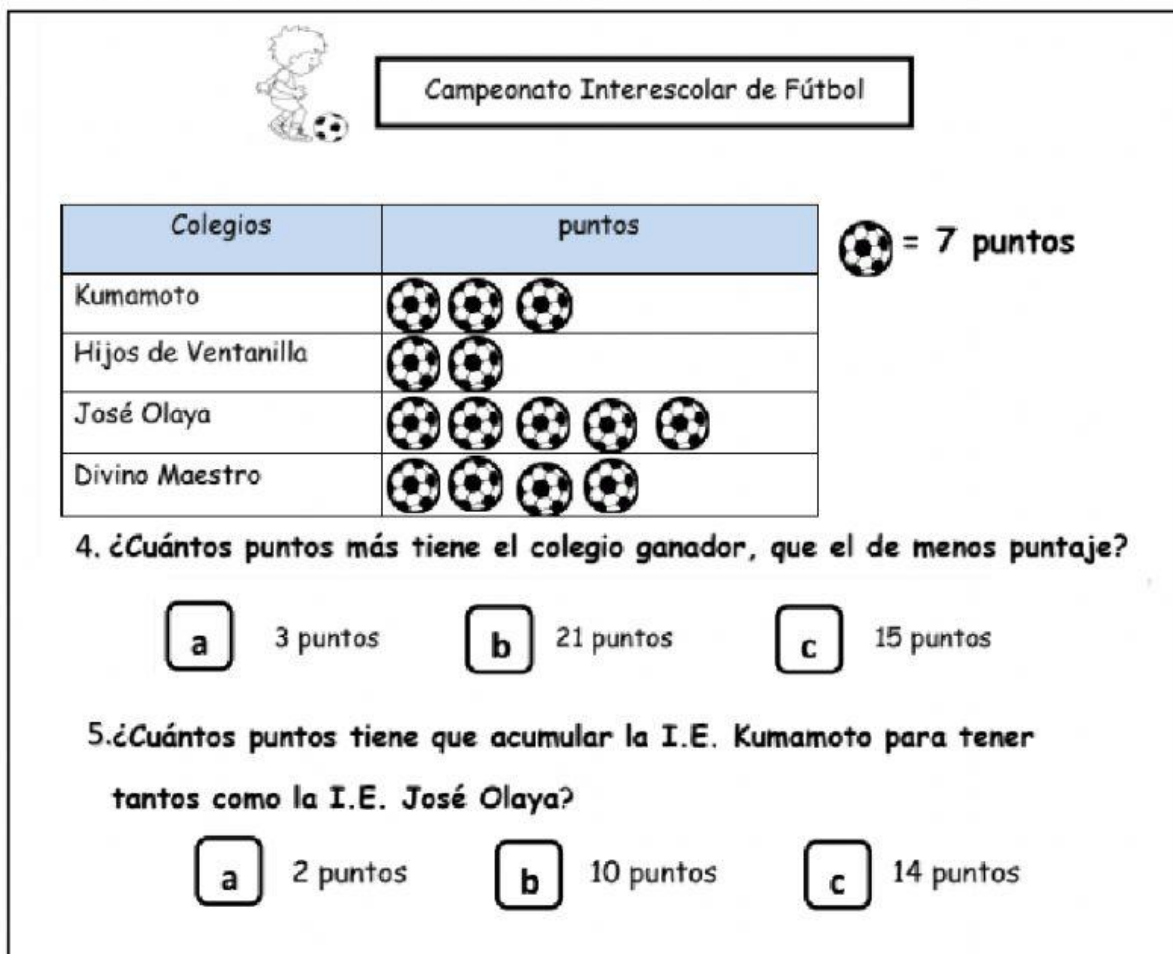 Campeonato Interescolar de Fútbol
Colegios puntos
= 7 puntos
Kumamoto
Hijos de Ventanilla
José Olaya
Divino Maestro
4. ¿Cuántos puntos más tiene el colegio ganador, que el de menos puntaje?
a 3 puntos b 21 puntos c 15 puntos
5.¿Cuántos puntos tiene que acumular la I.E. Kumamoto para tener
tantos como la I.E. José Olaya?
a 2 puntos b 10 puntos c 14 puntos